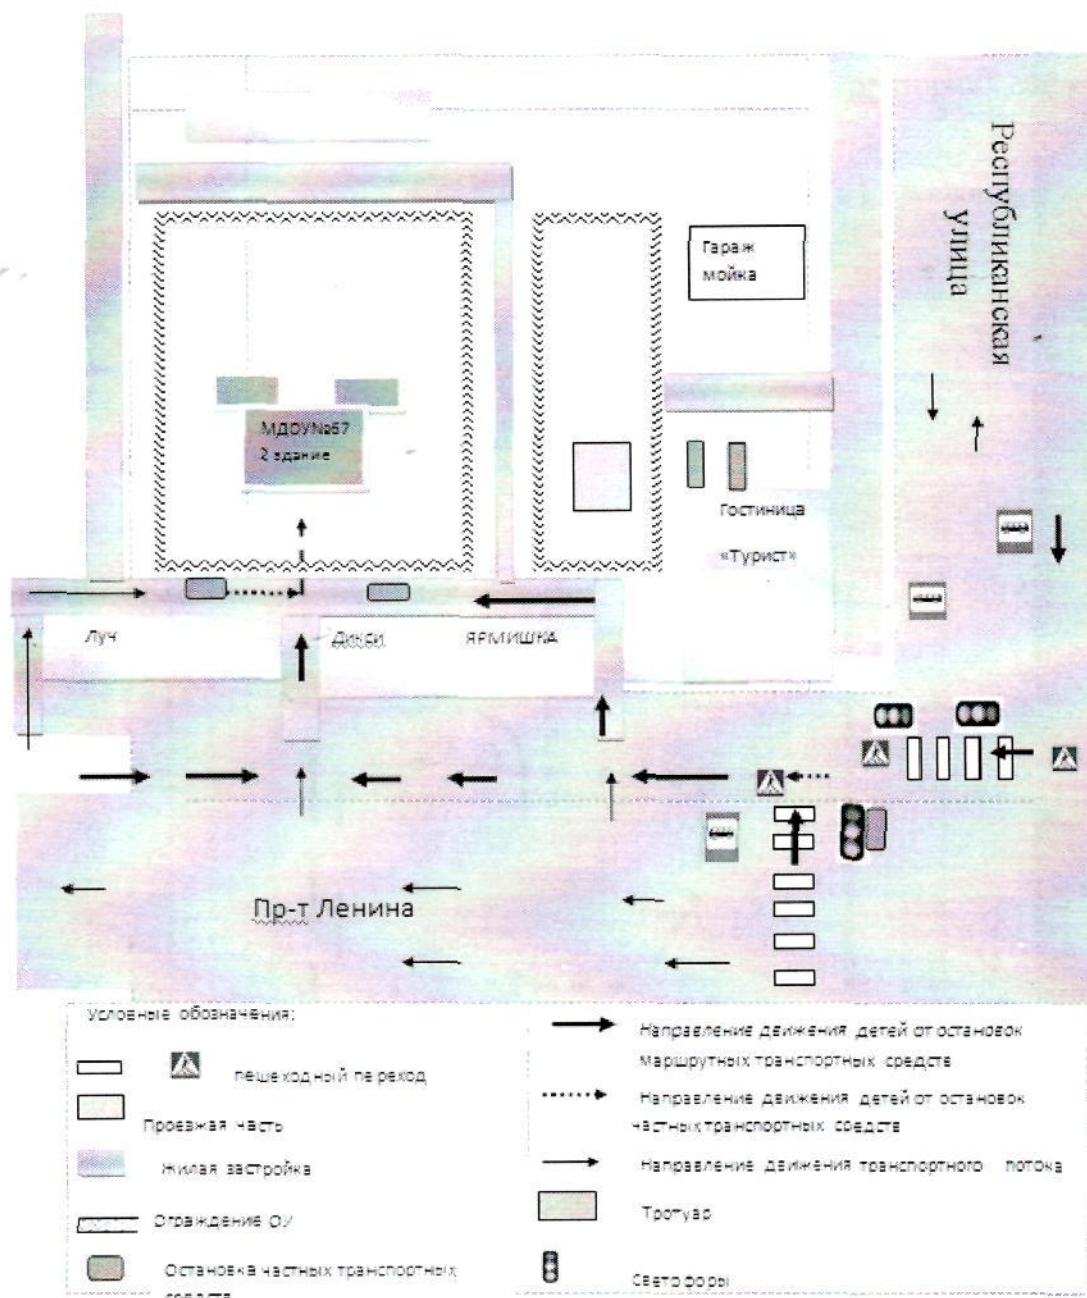 Республиканская
улица
Гараж
мойка
МДОУ№67
2 здание
Гостиница
«Турист»
Луч
Дикси
ЯРМИШКА
Пр-т Ленина
Условные обозначения:
пешеходный переход
Проезжая часть
Жилая застройка
Ограждение ОУ
Остановка частных транспортных
средств
Направление движения детей от остановок
маршрутных транспортных средств
Направление движения детей от остановок
частных транспортных средств
Направление движения транспортного потока
Тротуар
Светофоры